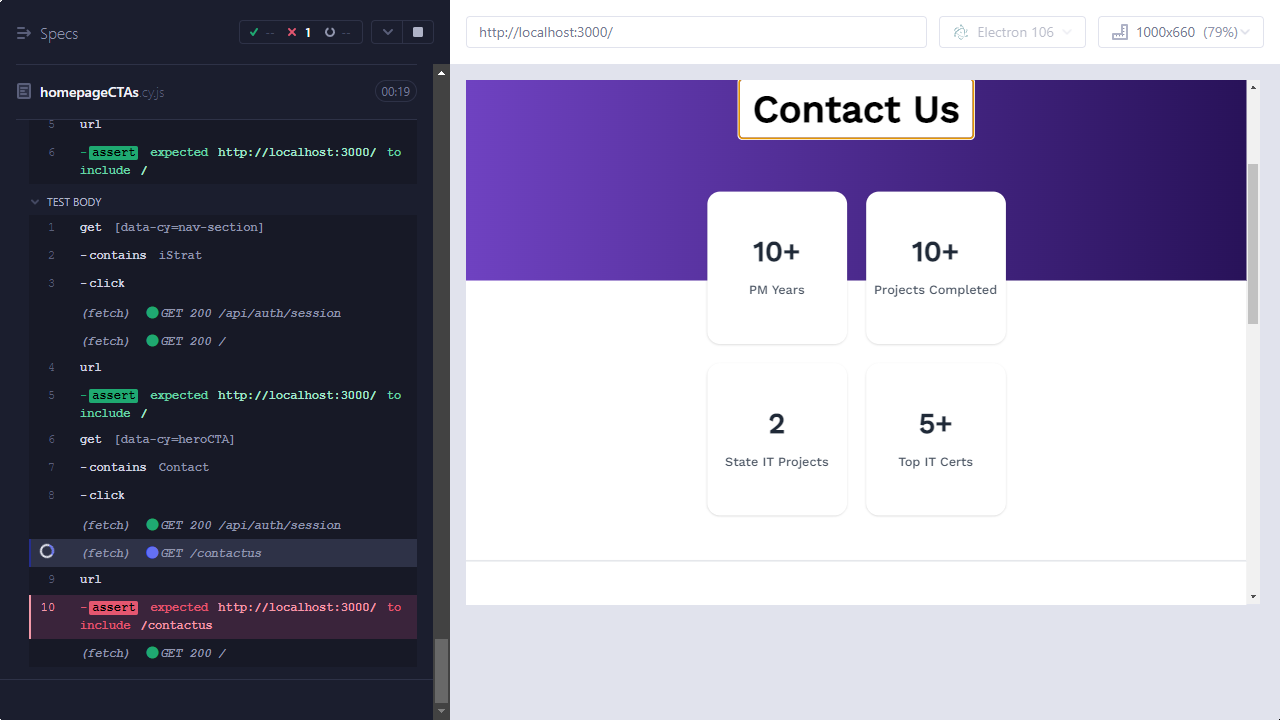 Specs
-- 1 --
homepageCTAs.cy.js
00:19
5 url
6 -assert expected http://localhost:3000/ to
include /
TEST BODY
1 get [data-cy=nav-section]
2 -contains iStrat
3 -click
(fetch) GET 200 /api/auth/session
(fetch) GET 200 /
4 url
5 -assert expected http://localhost:3000/ to
include /
6 get [data-cy=heroCTA]
7 -contains Contact
8 -click
(fetch) GET 200 /api/auth/session
(fetch) GET /contactus
9 url
10 -assert expected http://localhost:3000/ to
include /contactus
(fetch) GET 200 /
http://localhost:3000/
Electron 106
1000x660 (79%)
Contact Us
10+
PM Years
10+
Projects Completed
2
State IT Projects
5+
Top IT Certs